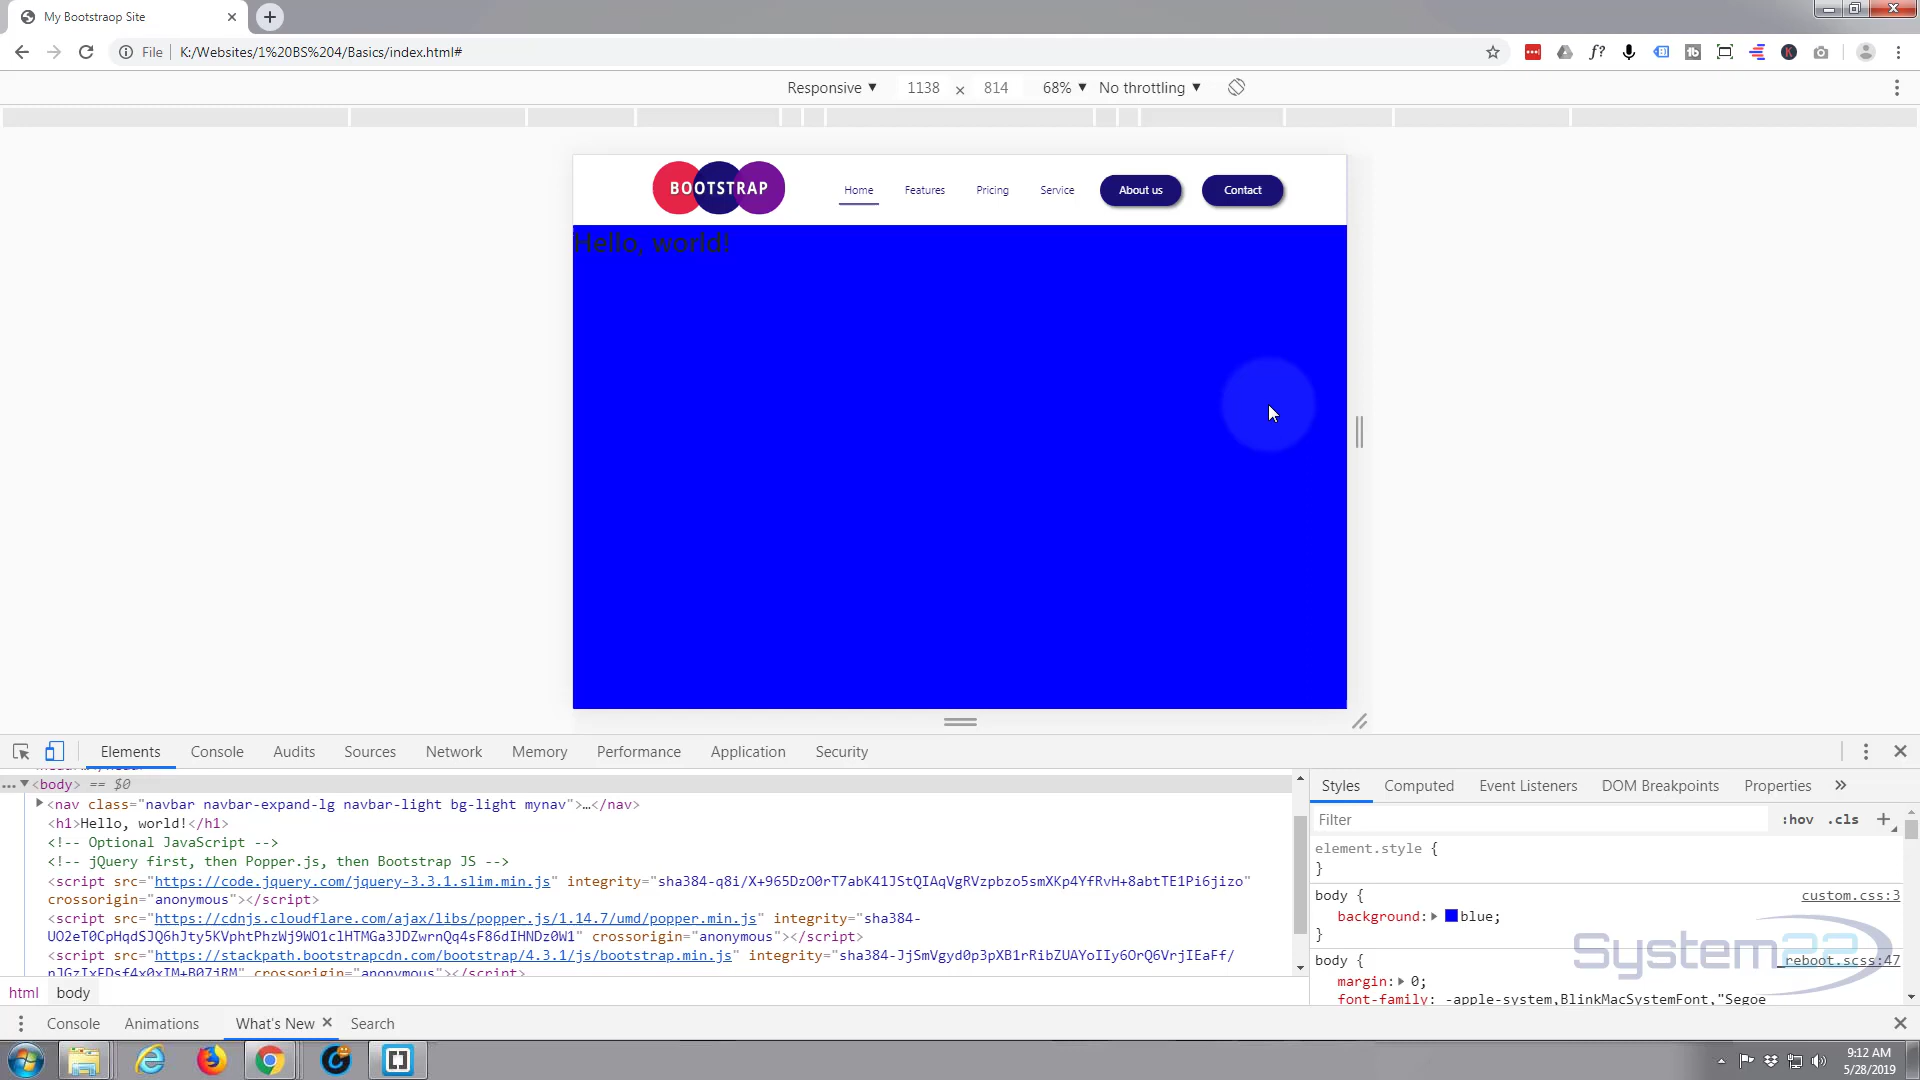 My Bootstraop Site
File
K:/Websites/1%20BS%204/Basics/index.html#
f?
Responsive
1138 × 814
68%
No throttling
BOOTSTRAP
Home
Features
Pricing
Service
About us
Contact
Hello, world!
Elements
Console
Audits
Sources
Network
Memory
Performance
Application
Security
<body> == $0
<nav class="navbar navbar-expand-lg navbar-light bg-light mynav">…</nav>
<h1>Hello, world!</h1>
<!-- Optional JavaScript -->
<!-- jQuery first, then Popper.js, then Bootstrap JS -->
<script src="https://code.jquery.com/jquery-3.3.1.slim.min.js" integrity="sha384-q8i/X+965DzO0rT7abK41JStQIAqVgRVzpbzo5smXKp4YfRvH+8abtTE1Pi6jizo"
crossorigin="anonymous"></script>
<script src="https://cdnjs.cloudflare.com/ajax/libs/popper.js/1.14.7/umd/popper.min.js" integrity="sha384-
UO2eT0CpHqdSJQ6hJty5KVphtPhzWj9WO1clHTMGa3JDZwrnQq4sF86dIHNDz0W1" crossorigin="anonymous"></script>
<script src="https://stackpath.bootstrapcdn.com/bootstrap/4.3.1/js/bootstrap.min.js" integrity="sha384-JjSmVgyd0p3pXB1rRibZUAYoIIy6OrQ6VrjIEaFf/
nJGzIxFDsf4x0xIM+B07jRM" crossorigin="anonymous"></script>
html
body
Styles
Computed
Event Listeners
DOM Breakpoints
Properties
Filter
:hov
.cls
element.style {
}
body {
custom.css:3
background: blue;
}
body {
_reboot.scss:47
margin: 0;
font-family: -apple-system,BlinkMacSystemFont,"Segoe
System22
Console
Animations
What's New
Search
9:12 AM
5/28/2019